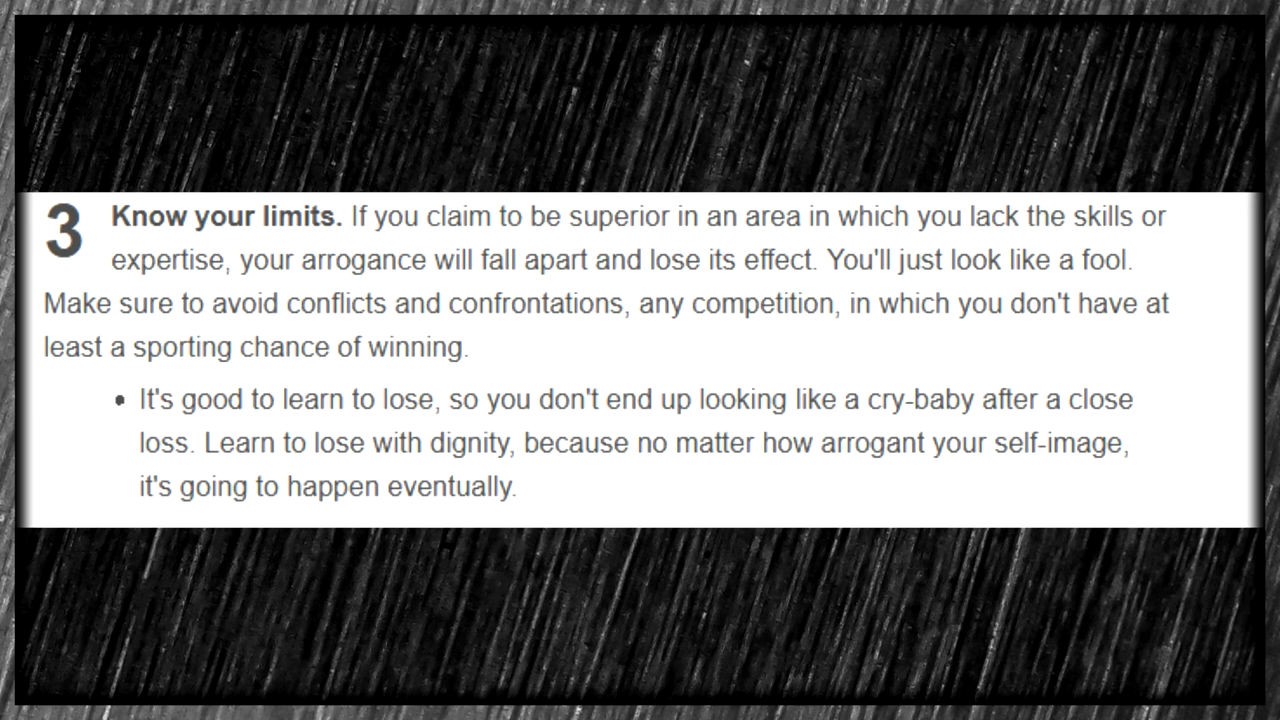 3 Know your limits. If you claim to be superior in an area in which you lack the skills or
expertise, your arrogance will fall apart and lose its effect. You'll just look like a fool.
Make sure to avoid conflicts and confrontations, any competition, in which you don't have at
least a sporting chance of winning.
• It's good to learn to lose, so you don't end up looking like a cry-baby after a close
loss. Learn to lose with dignity, because no matter how arrogant your self-image,
it's going to happen eventually.